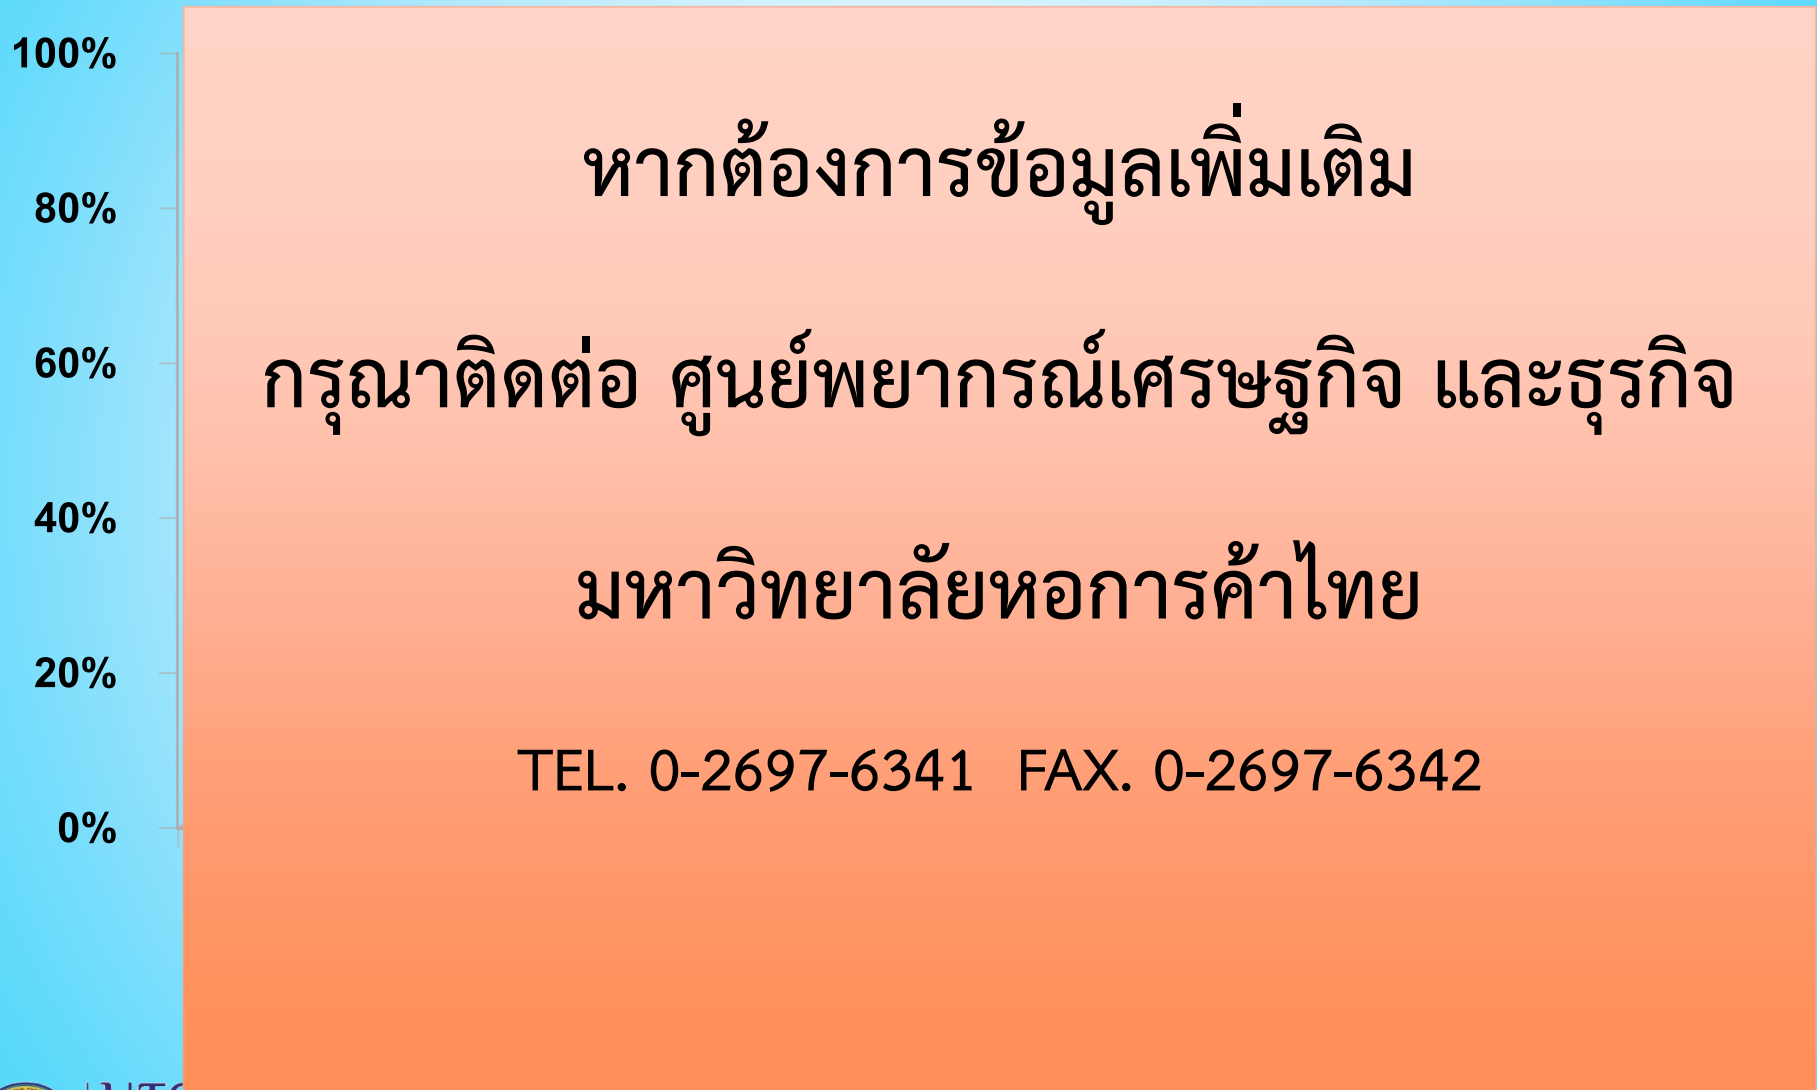 100%
80%
60%
40%
20%
0%
หากต้องการข้อมูลเพิ่มเติม
กรุณาติดต่อ ศูนย์พยากรณ์เศรษฐกิจ และธุรกิจ
มหาวิทยาลัยหอการค้าไทย
TEL. 0-2697-6341 FAX. 0-2697-6342